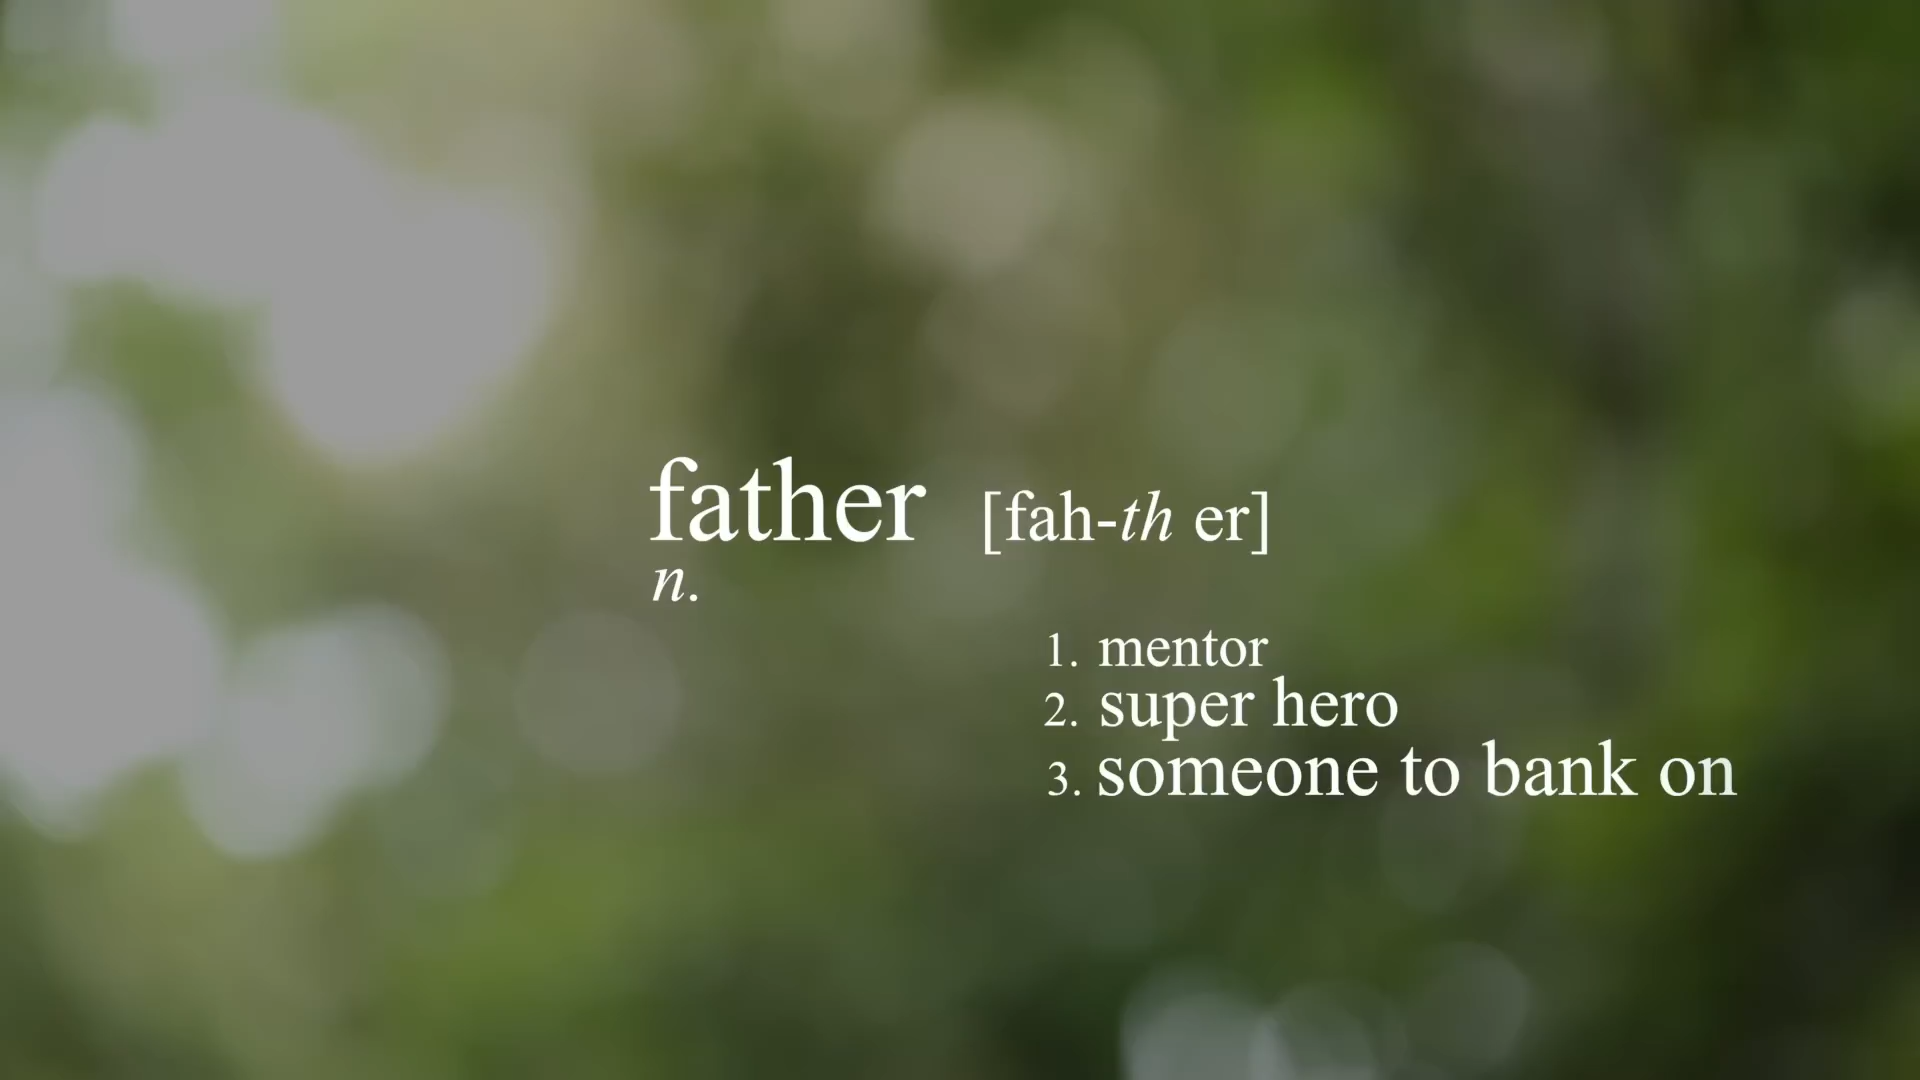 father [fah-th er]
n.
1. mentor
2. super hero
3. someone to bank on